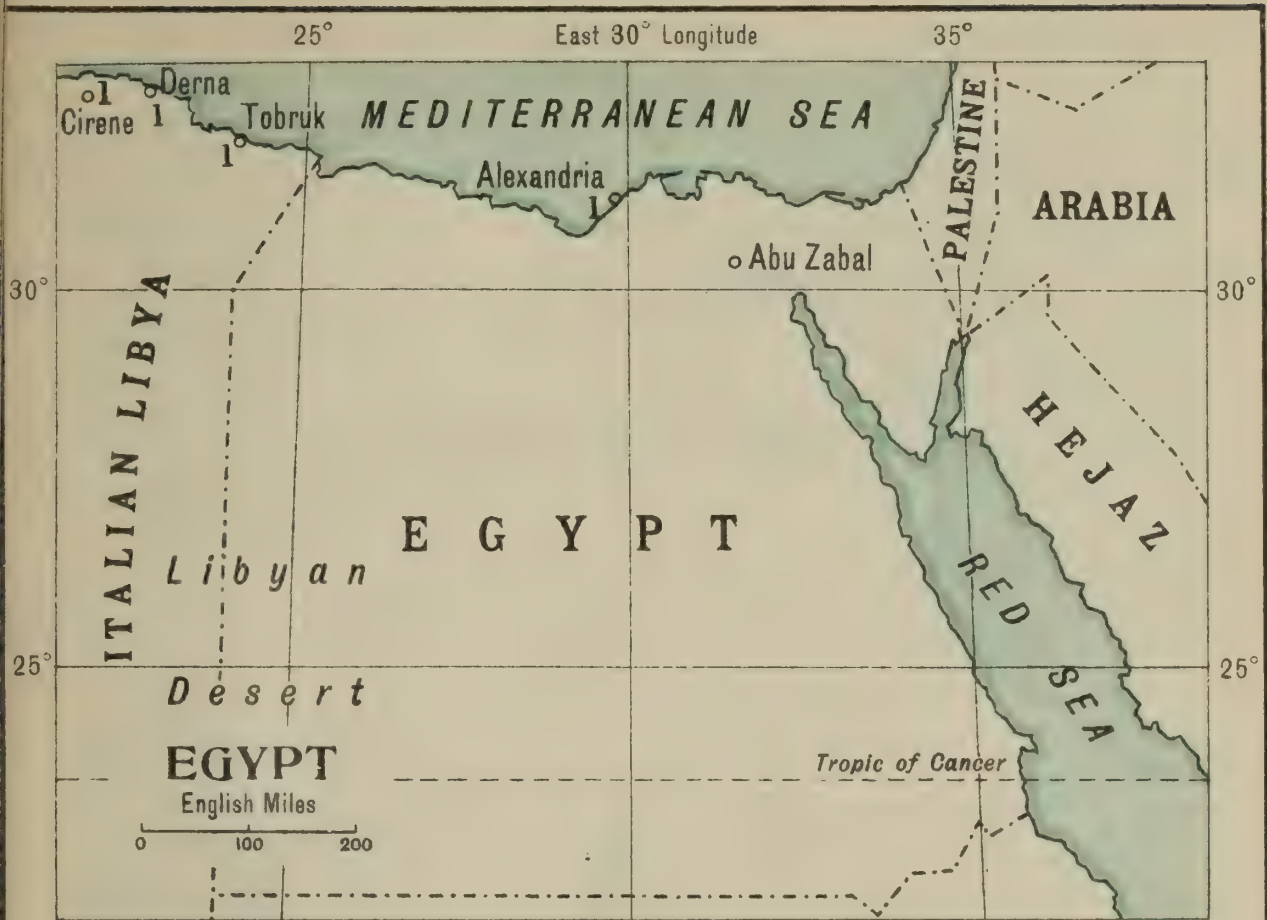 25° East 30° Longitude 35°
Derna
1
Cirene 1
Tobruk
1
MEDITERRANEAN SEA
Alexandria
1
PALESTINE
ARABIA
Abu Zabal
30° 30°
ITALIAN LIBYA
HEJAZ
EGYPT
Libyan
RED SEA
25° 25°
Desert
EGYPT
English Miles
0 100 200
Tropic of Cancer